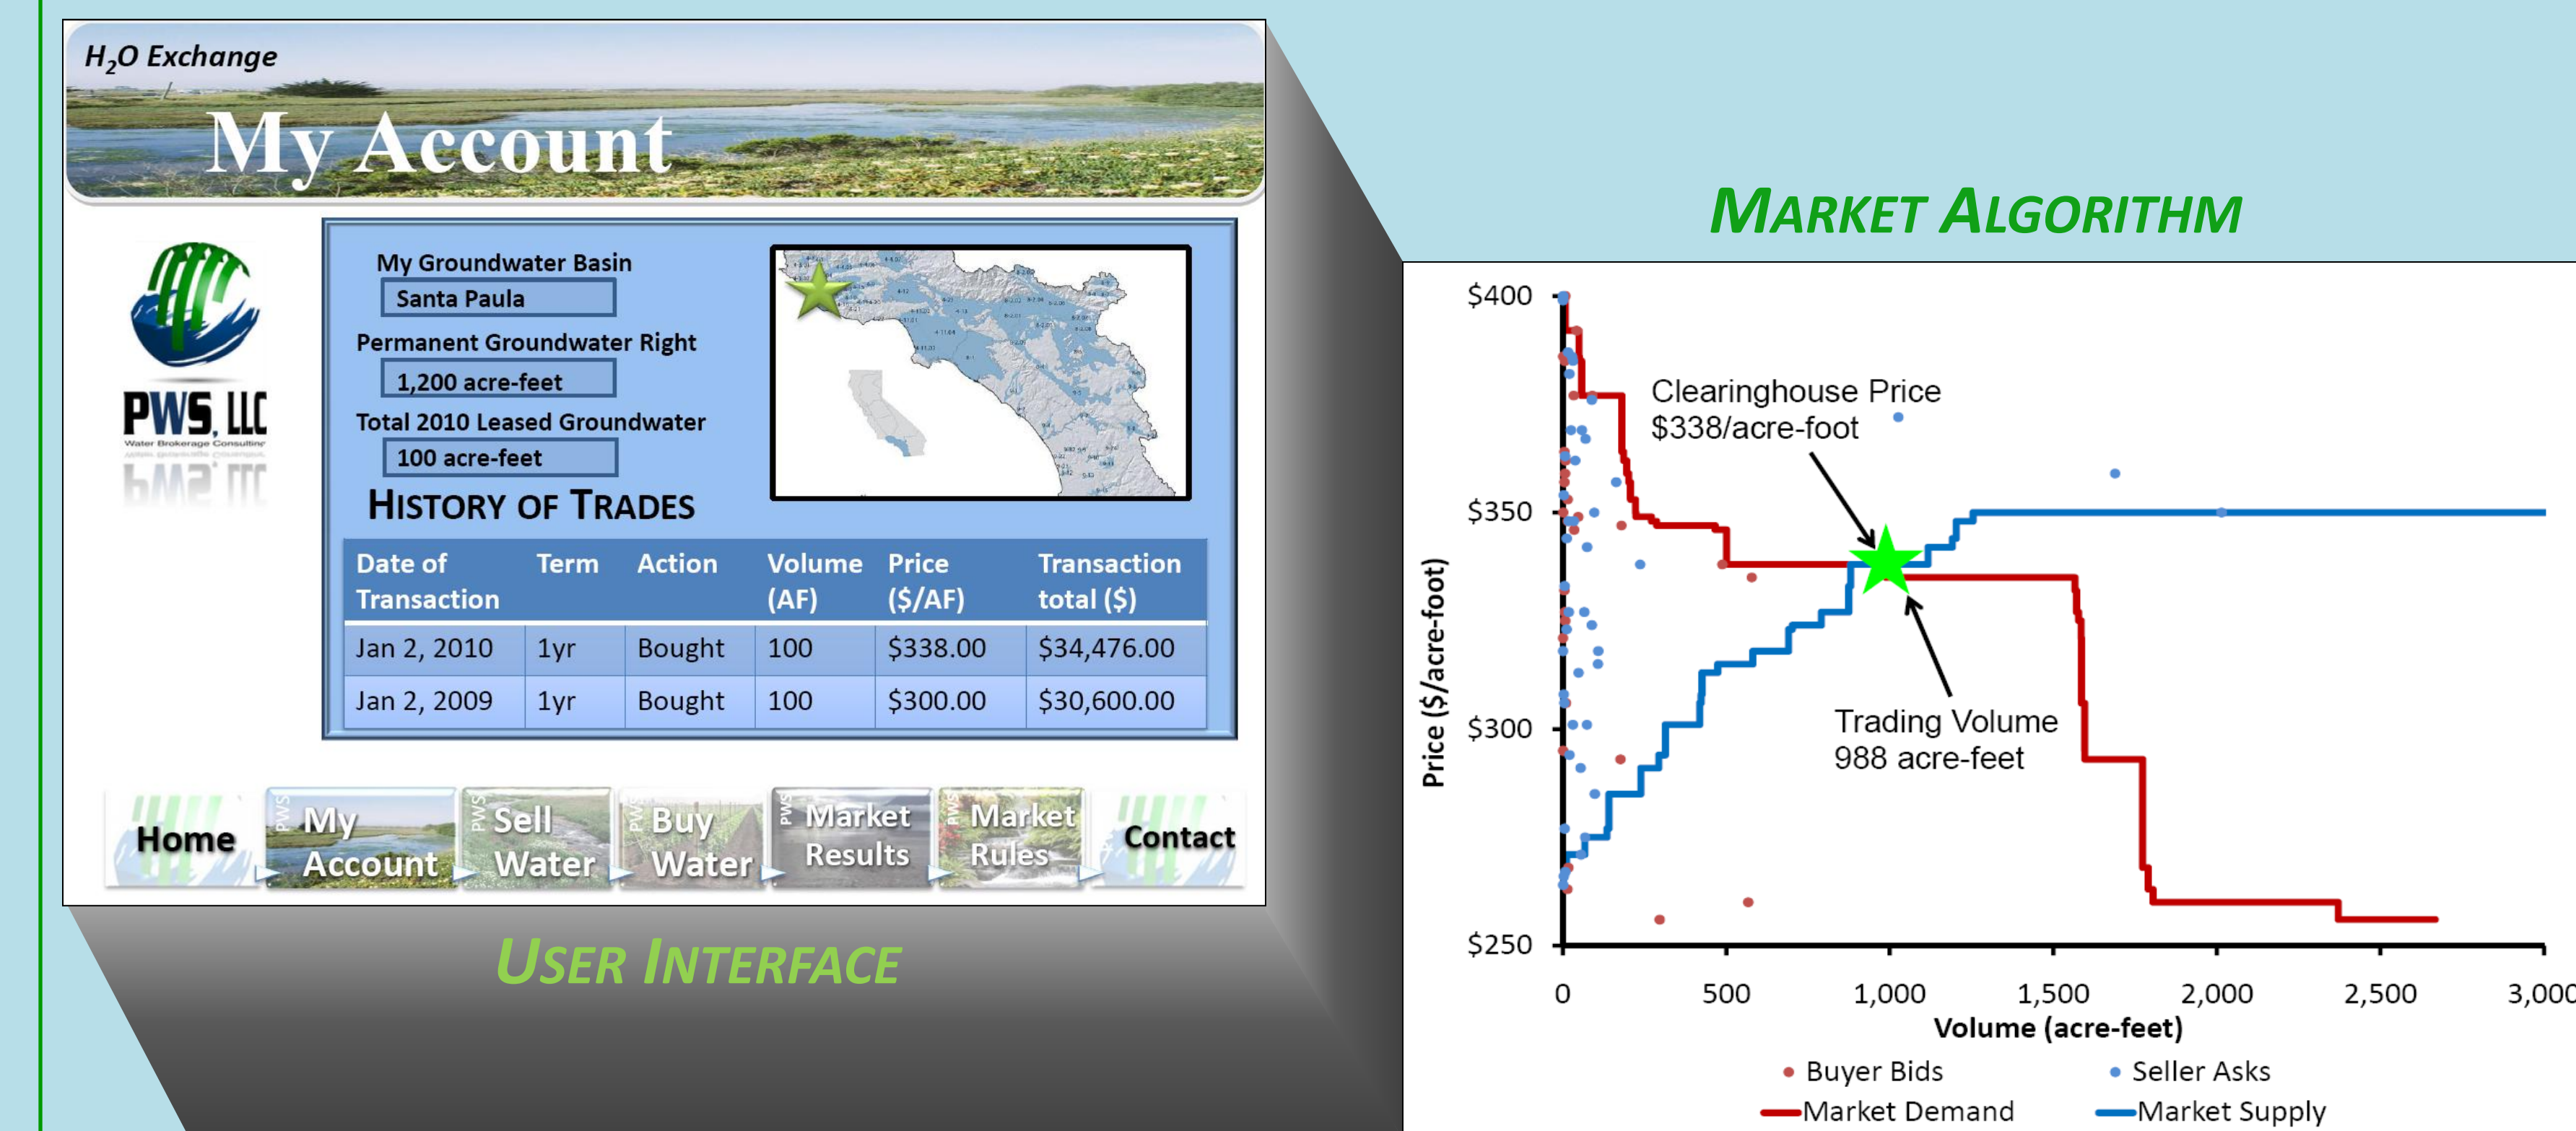 H₂O Exchange
My Account
PWS, LLC
Water Brokerage Consulting
My Groundwater Basin
Santa Paula
Permanent Groundwater Right
1,200 acre-feet
Total 2010 Leased Groundwater
100 acre-feet
HISTORY OF TRADES
Date of Transaction Term Action Volume (AF) Price ($/AF) Transaction total ($)
Jan 2, 2010 1yr Bought 100 $338.00 $34,476.00
Jan 2, 2009 1yr Bought 100 $300.00 $30,600.00
Home
PWS My Account
PWS Sell Water
PWS Buy Water
PWS Market Results
PWS Market Rules
Contact
USER INTERFACE
MARKET ALGORITHM
Price ($/acre-foot)
$400
$350
$300
$250
Clearinghouse Price
$338/acre-foot
Trading Volume
988 acre-feet
0 500 1,000 1,500 2,000 2,500 3,000
Volume (acre-feet)
Buyer Bids Seller Asks
Market Demand Market Supply